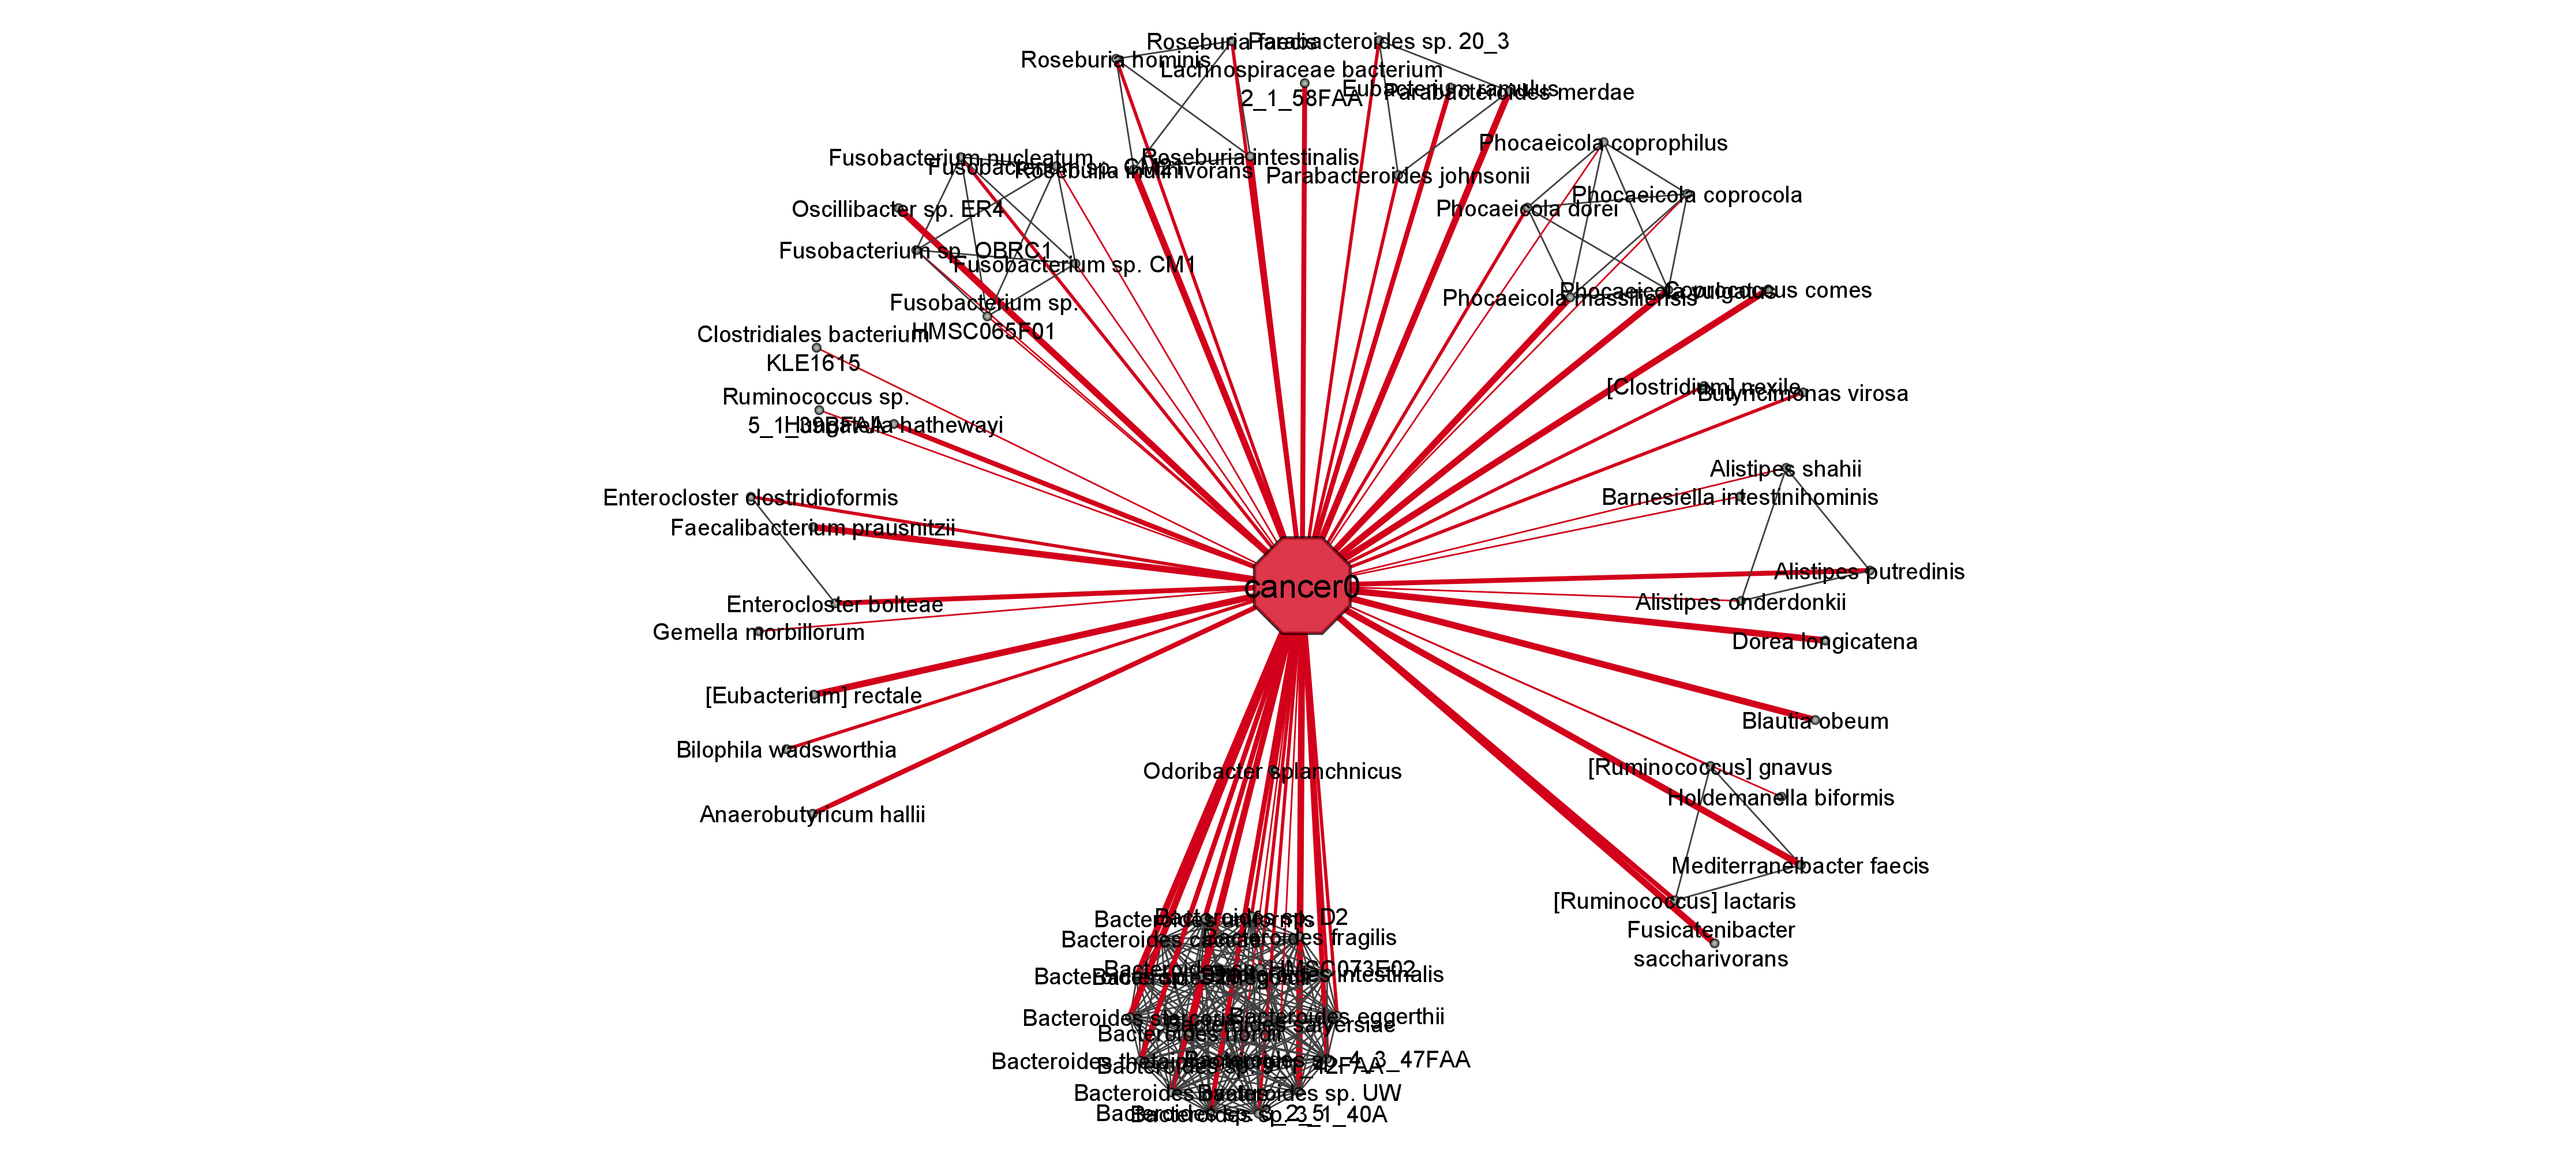 Roseburia faecis
Parabacteroides sp. 20_3
Roseburia hominis
Lachnospiraceae bacterium
2_1_58FAA
Eubacterium ramulus
Parabacteroides merdae
Phocaeicola coprophilus
Fusobacterium nucleatum
Fusobacterium sp. CM21
Roseburia inulinivorans
Roseburia intestinalis
Parabacteroides johnsonii
Phocaeicola coprocola
Phocaeicola dorei
Oscillibacter sp. ER4
Fusobacterium sp. OBRC1
Fusobacterium sp. CM1
Phocaeicola massiliensis
Phocaeicola vulgatus
Coprococcus comes
Fusobacterium sp.
HMSC065F01
Clostridiales bacterium
KLE1615
Ruminococcus sp.
5_1_39BFAA
Hungatella hathewayi
[Clostridium] nexile
Butyricimonas virosa
Alistipes shahii
Barnesiella intestinihominis
Enterocloster clostridioformis
Faecalibacterium prausnitzii
Alistipes putredinis
cancer0
Alistipes onderdonkii
Enterocloster bolteae
Gemella morbillorum
Dorea longicatena
[Eubacterium] rectale
Blautia obeum
Bilophila wadsworthia
Odoribacter splanchnicus
[Ruminococcus] gnavus
Holdemanella biformis
Anaerobutyricum hallii
Mediterraneibacter faecis
[Ruminococcus] lactaris
Fusicatenibacter
saccharivorans
Bacteroides sp. D2
Bacteroides uniformis
Bacteroides caccae
Bacteroides fragilis
Bacteroides sp. HMSC073E02
Bacteroides intestinalis
Bacteroides
Bacteroides stercoris
Bacteroides eggerthii
Bacteroides salyersiae
Bacteroides nordii
Bacteroides
Bacteroides sp. 4_3_47FAA
Bacteroides sp.
Bacteroides ovatus
Bacteroides sp. UW
Bacteroides sp. 3_2_5
Bacteroides sp. 3_1_40A